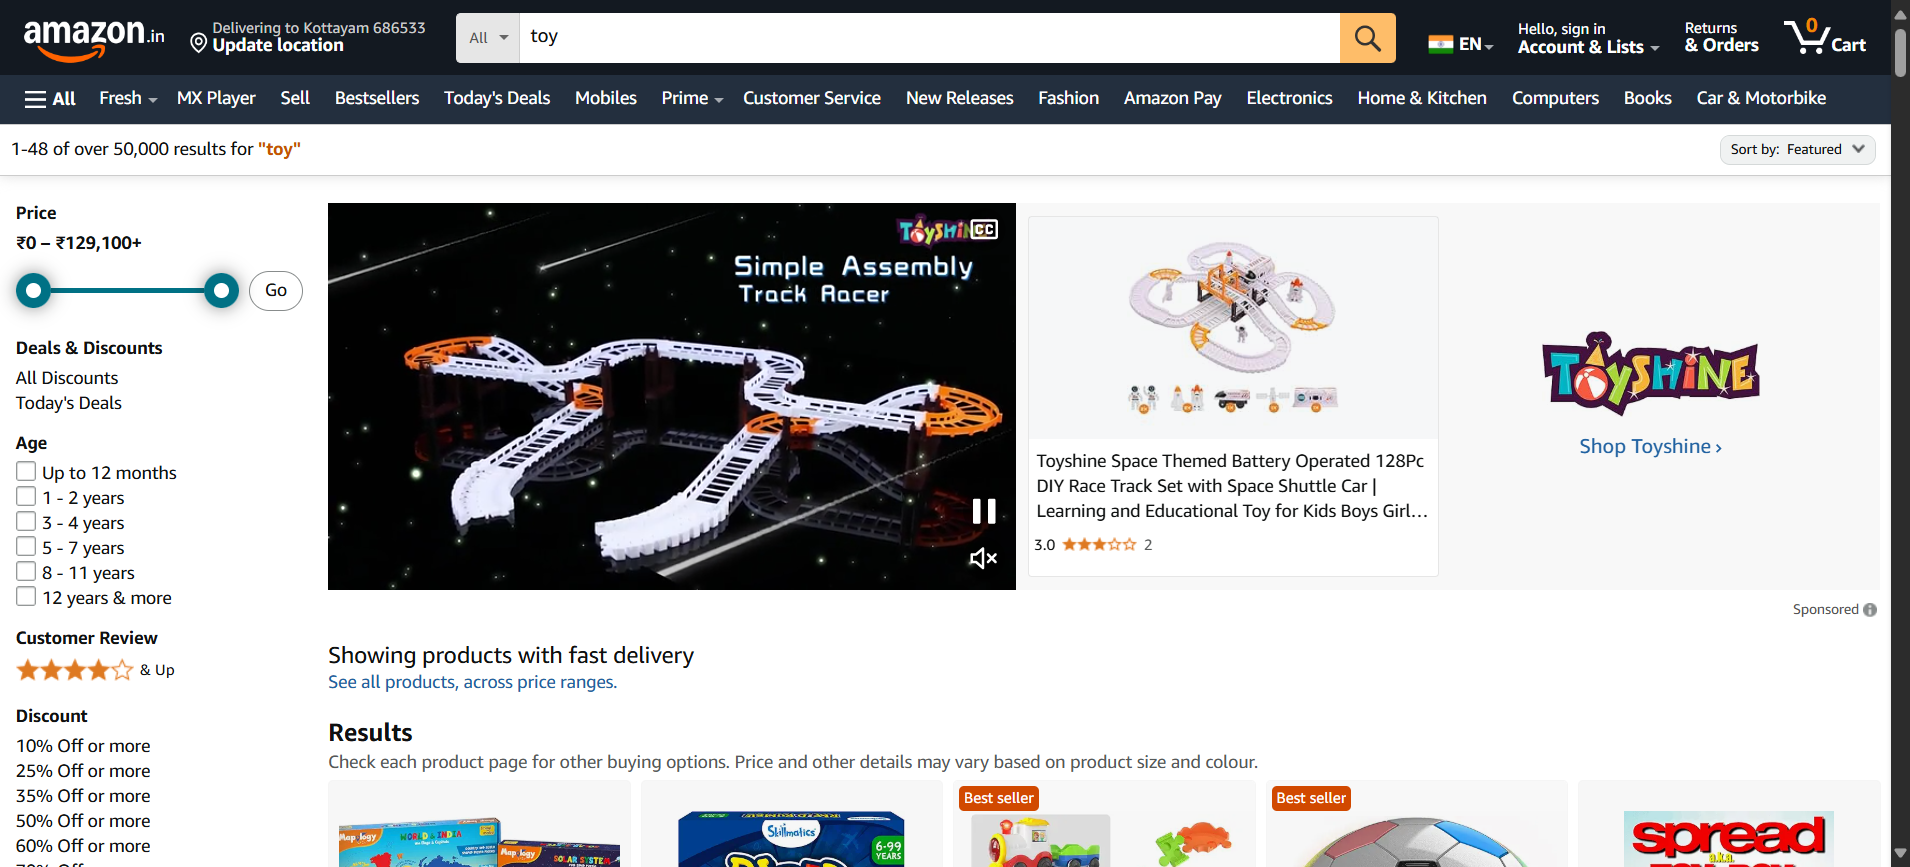 amazon.in
Delivering to Kottayam 686533
Update location
All
toy
EN
Hello, sign in
Account & Lists
Returns
& Orders
0
Cart
All
Fresh
MX Player
Sell
Bestsellers
Today's Deals
Mobiles
Prime
Customer Service
New Releases
Fashion
Amazon Pay
Electronics
Home & Kitchen
Computers
Books
Car & Motorbike
1-48 of over 50,000 results for "toy"
Sort by: Featured
Price
₹0 – ₹129,100+
Go
Deals & Discounts
All Discounts
Today's Deals
Age
Up to 12 months
1 - 2 years
3 - 4 years
5 - 7 years
8 - 11 years
12 years & more
Customer Review
& Up
Discount
10% Off or more
25% Off or more
35% Off or more
50% Off or more
60% Off or more
CC
Simple Assembly
Track Racer
Toyshine Space Themed Battery Operated 128Pc
DIY Race Track Set with Space Shuttle Car |
Learning and Educational Toy for Kids Boys Girl…
3.0
2
TOYSHINE
Shop Toyshine ›
Sponsored
Showing products with fast delivery
See all products, across price ranges.
Results
Check each product page for other buying options. Price and other details may vary based on product size and colour.
Mapology
WORLD & INDIA
Mapology
SOLAR SYSTEM
Skillmatics
6-99
YEARS
Best seller
Best seller
spread
a.k.a.